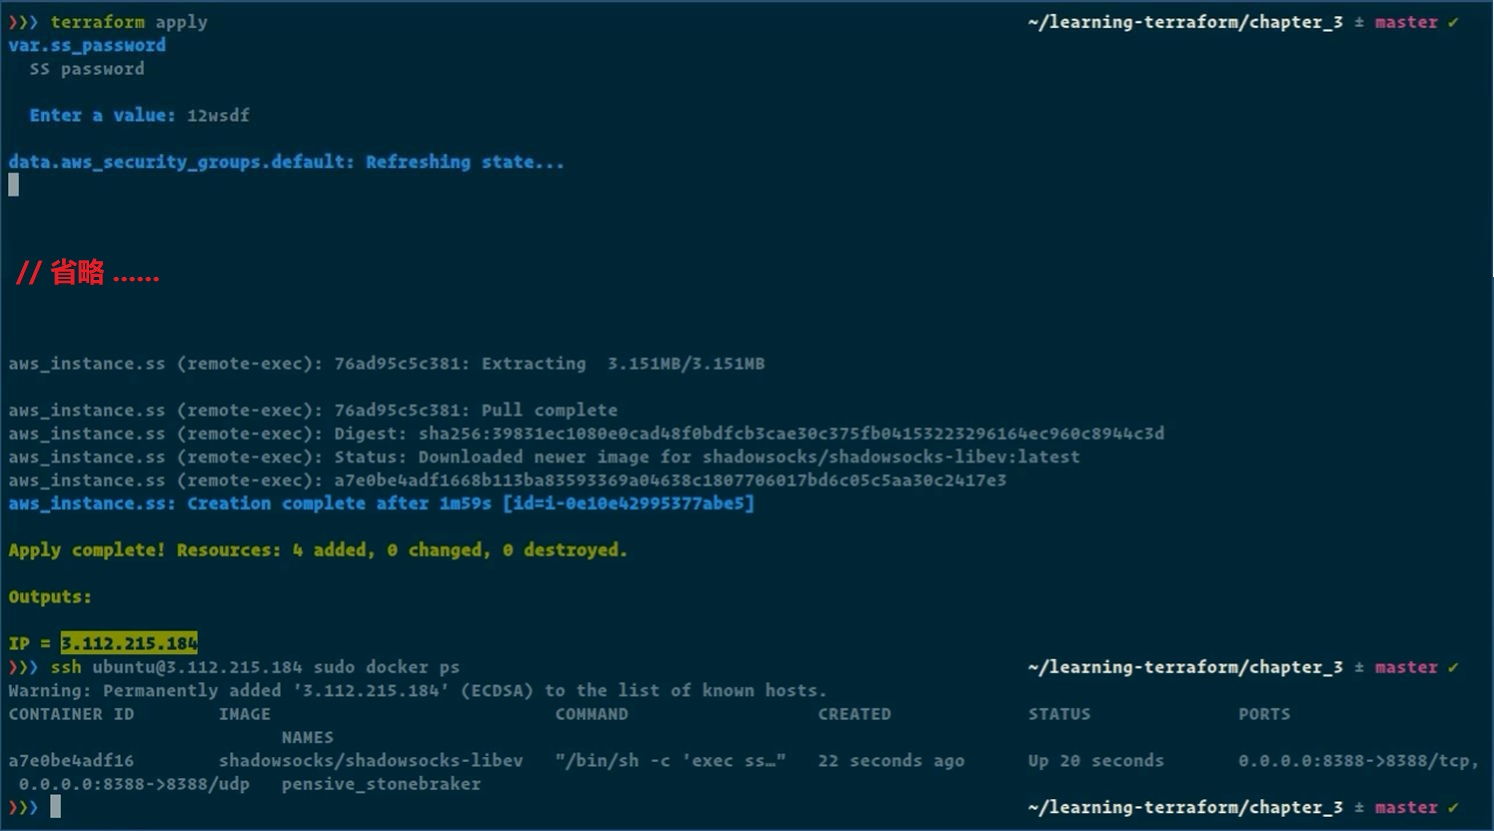 ❯❯❯ terraform apply ~/learning-terraform/chapter_3 ± master ✓
var.ss_password
SS password
Enter a value: 12wsdf
data.aws_security_groups.default: Refreshing state...
// 省略 ......
aws_instance.ss (remote-exec): 76ad95c5c381: Extracting 3.151MB/3.151MB
aws_instance.ss (remote-exec): 76ad95c5c381: Pull complete
aws_instance.ss (remote-exec): Digest: sha256:39831ec1080e0cad48f0bdfcb3cae30c375fb04153223296164ec960c8944c3d
aws_instance.ss (remote-exec): Status: Downloaded newer image for shadowsocks/shadowsocks-libev:latest
aws_instance.ss (remote-exec): a7e0be4adf1668b113ba83593369a04638c1807706017bd6c05c5aa30c2417e3
aws_instance.ss: Creation complete after 1m59s [id=i-0e10e42995377abe5]
Apply complete! Resources: 4 added, 0 changed, 0 destroyed.
Outputs:
IP = 3.112.215.184
❯❯❯ ssh ubuntu@3.112.215.184 sudo docker ps ~/learning-terraform/chapter_3 ± master ✓
Warning: Permanently added '3.112.215.184' (ECDSA) to the list of known hosts.
CONTAINER ID IMAGE COMMAND CREATED STATUS PORTS
NAMES
a7e0be4adf16 shadowsocks/shadowsocks-libev "/bin/sh -c 'exec ss…" 22 seconds ago Up 20 seconds 0.0.0.0:8388->8388/tcp,
0.0.0.0:8388->8388/udp pensive_stonebraker
❯❯❯ ~/learning-terraform/chapter_3 ± master ✓